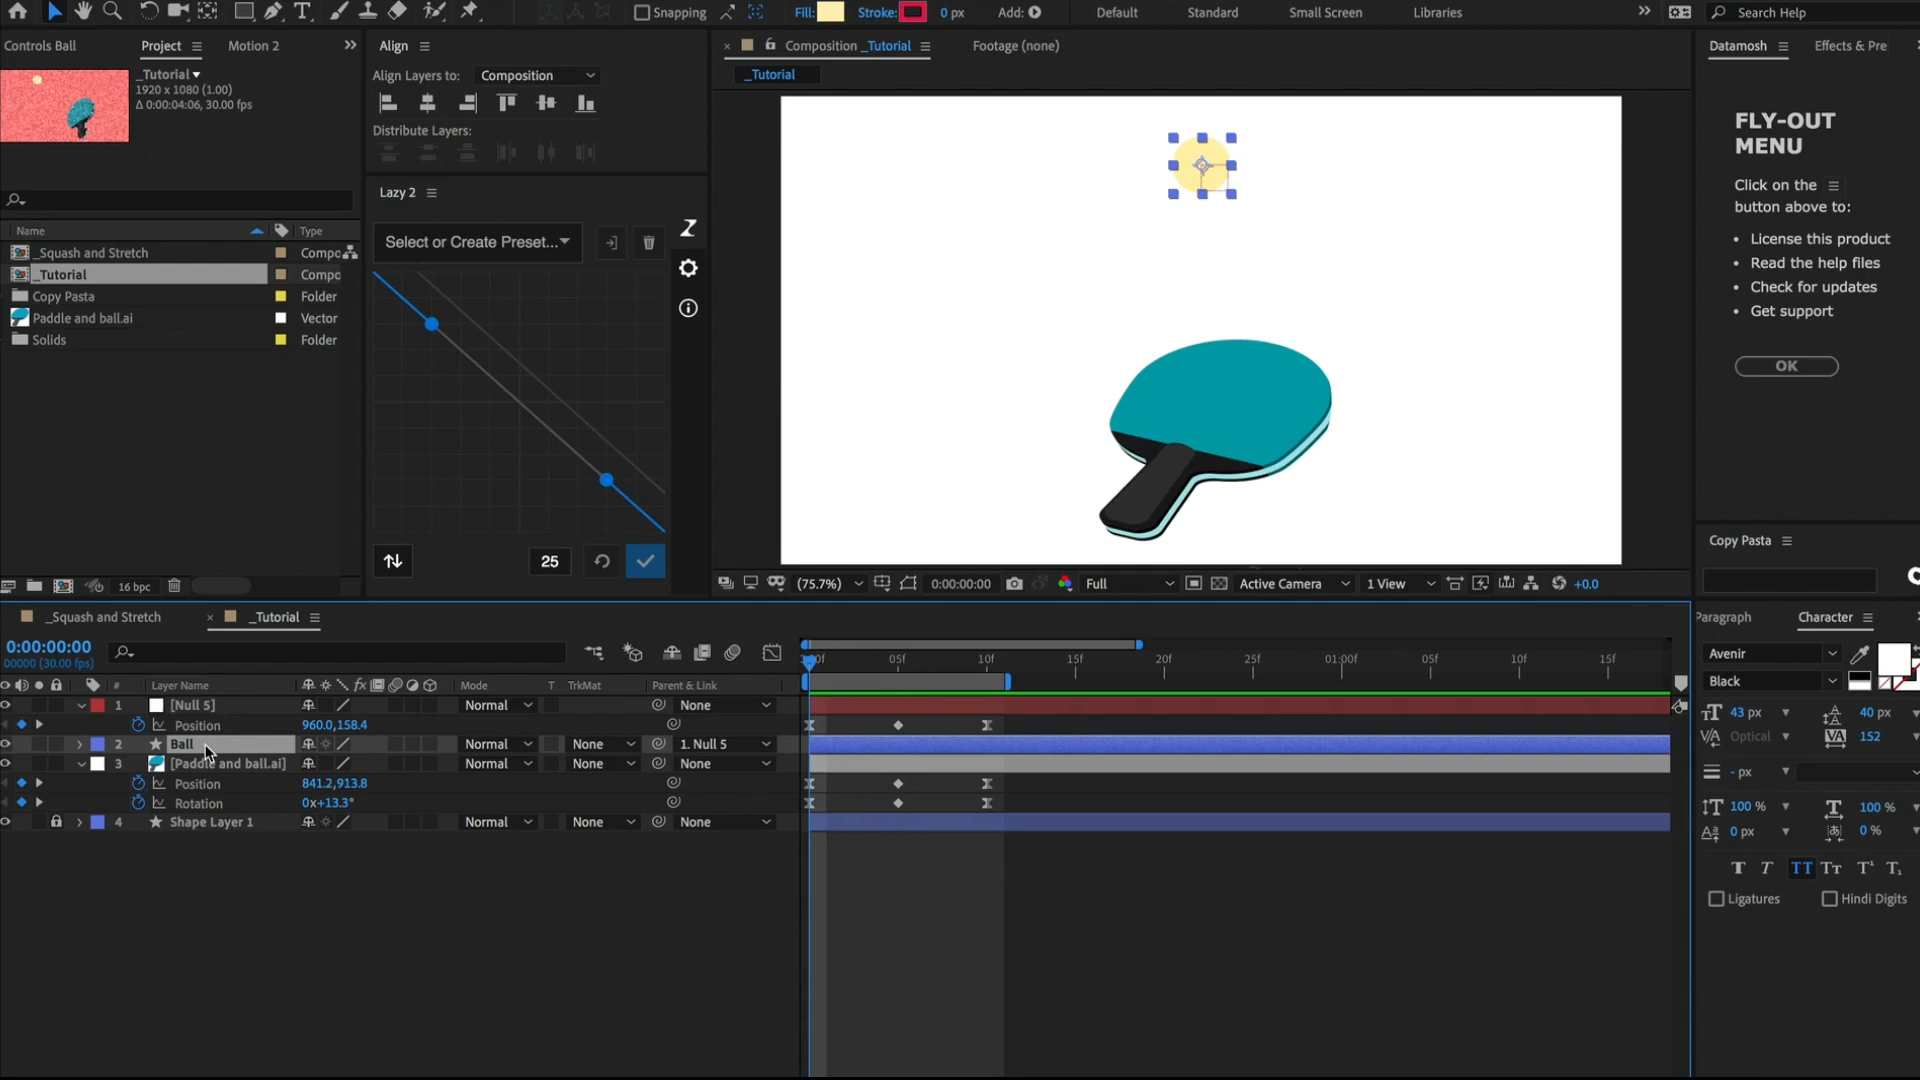 Snapping
Fill:
Stroke:
0 px
Add:
Default
Standard
Small Screen
Libraries
Search Help
Controls Ball
Project
Motion 2
Align
Composition _Tutorial
Footage (none)
Datamosh
Effects & Pre
_Tutorial
1920 x 1080 (1.00)
Δ 0:00:04:06, 30.00 fps
Align Layers to:
Composition
_Tutorial
Distribute Layers:
FLY-OUT
MENU
Click on the
button above to:
• License this product
• Read the help files
• Check for updates
• Get support
OK
Lazy 2
Select or Create Preset...
Name
Type
_Squash and Stretch
Compo
_Tutorial
Compo
Copy Pasta
Folder
Paddle and ball.ai
Vector
Solids
Folder
25
16 bpc
(75.7%)
0:00:00:00
Full
Active Camera
1 View
+0.0
Copy Pasta
_Squash and Stretch
_Tutorial
Paragraph
Character
0:00:00:00
00000 (30.00 fps)
05f
10f
15f
20f
25f
01:00f
05f
10f
15f
Avenir
Black
# Layer Name
fx
Mode
T TrkMat
Parent & Link
1 [Null 5]
Normal
None
Position
960.0,158.4
2 Ball
Normal
None
1. Null 5
3 [Paddle and ball.ai]
Normal
None
None
Position
841.2,913.8
Rotation
0x+13.3°
4 Shape Layer 1
Normal
None
None
43 px
40 px
Optical
152
- px
100 %
100 %
0 px
0 %
T T TT Tт T¹ T₁
Ligatures
Hindi Digits